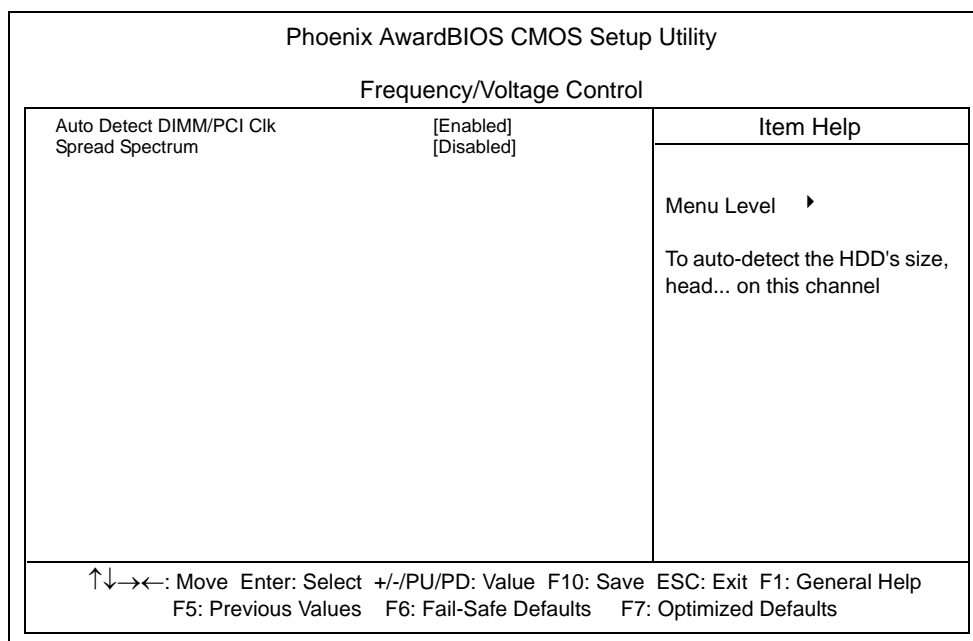 Phoenix AwardBIOS CMOS Setup Utility
Frequency/Voltage Control
Auto Detect DIMM/PCI Clk [Enabled]
Spread Spectrum [Disabled]
Item Help
Menu Level
To auto-detect the HDD's size,
head... on this channel
↑↓→←: Move Enter: Select +/-/PU/PD: Value F10: Save ESC: Exit F1: General Help
F5: Previous Values F6: Fail-Safe Defaults F7: Optimized Defaults